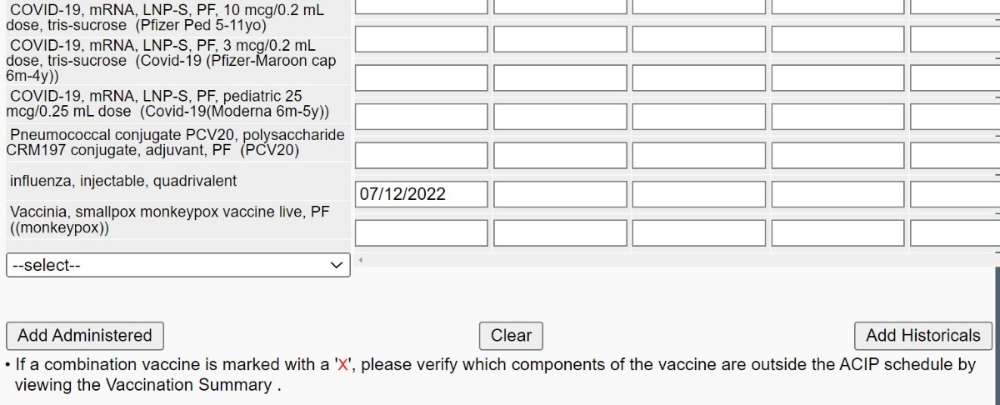 COVID-19, mRNA, LNP-S, PF, 10 mcg/0.2 mL
dose, tris-sucrose (Pfizer Ped 5-11yo)
COVID-19, mRNA, LNP-S, PF, 3 mcg/0.2 mL
dose, tris-sucrose (Covid-19 (Pfizer-Maroon cap
6m-4y))
COVID-19, mRNA, LNP-S, PF, pediatric 25
mcg/0.25 mL dose (Covid-19(Moderna 6m-5y))
Pneumococcal conjugate PCV20, polysaccharide
CRM197 conjugate, adjuvant, PF (PCV20)
influenza, injectable, quadrivalent
07/12/2022
Vaccinia, smallpox monkeypox vaccine live, PF
((monkeypox))
--select--
Add Administered
Clear
Add Historicals
• If a combination vaccine is marked with a 'X', please verify which components of the vaccine are outside the ACIP schedule by
viewing the Vaccination Summary .